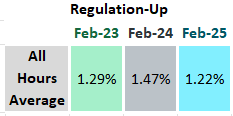 Regulation-Up
Feb-23 Feb-24 Feb-25
All Hours Average 1.29% 1.47% 1.22%